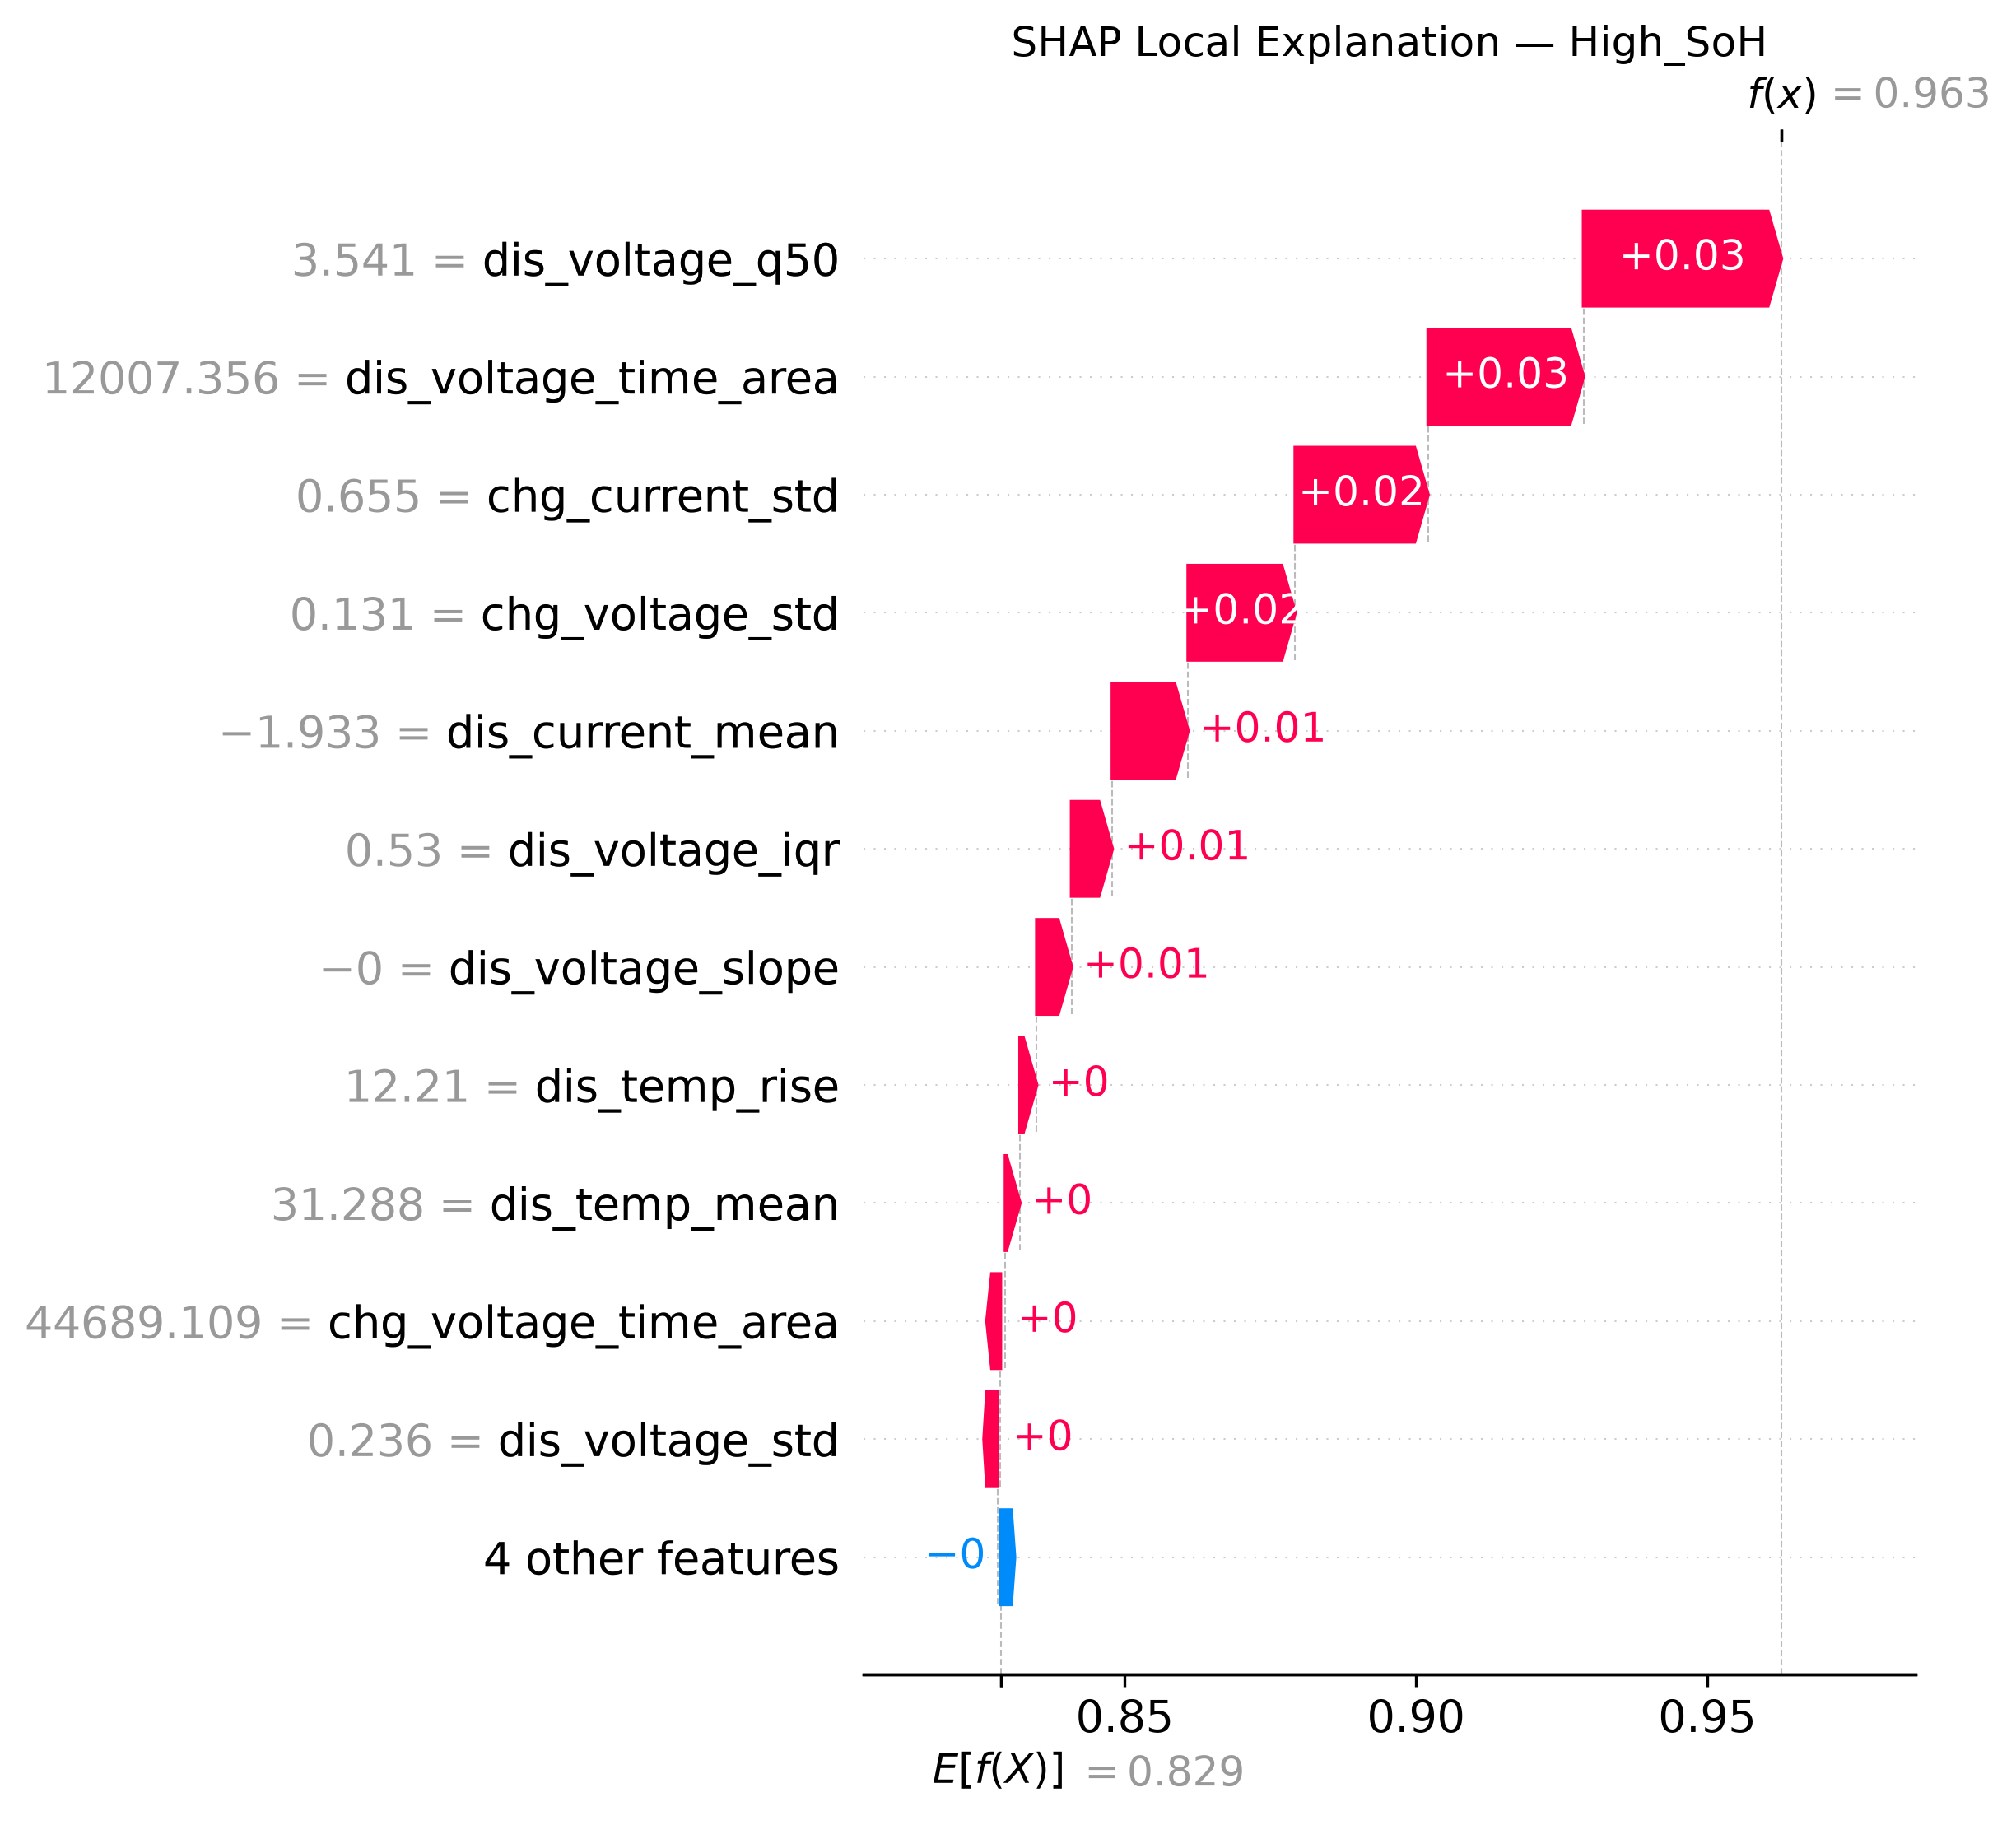 SHAP Local Explanation — High_SoH
f(x) = 0.963
3.541 = dis_voltage_q50 +0.03
12007.356 = dis_voltage_time_area +0.03
0.655 = chg_current_std +0.02
0.131 = chg_voltage_std +0.02
−1.933 = dis_current_mean +0.01
0.53 = dis_voltage_iqr +0.01
−0 = dis_voltage_slope +0.01
12.21 = dis_temp_rise +0
31.288 = dis_temp_mean +0
44689.109 = chg_voltage_time_area +0
0.236 = dis_voltage_std +0
4 other features −0
0.85 0.90 0.95
E[f(X)] = 0.829